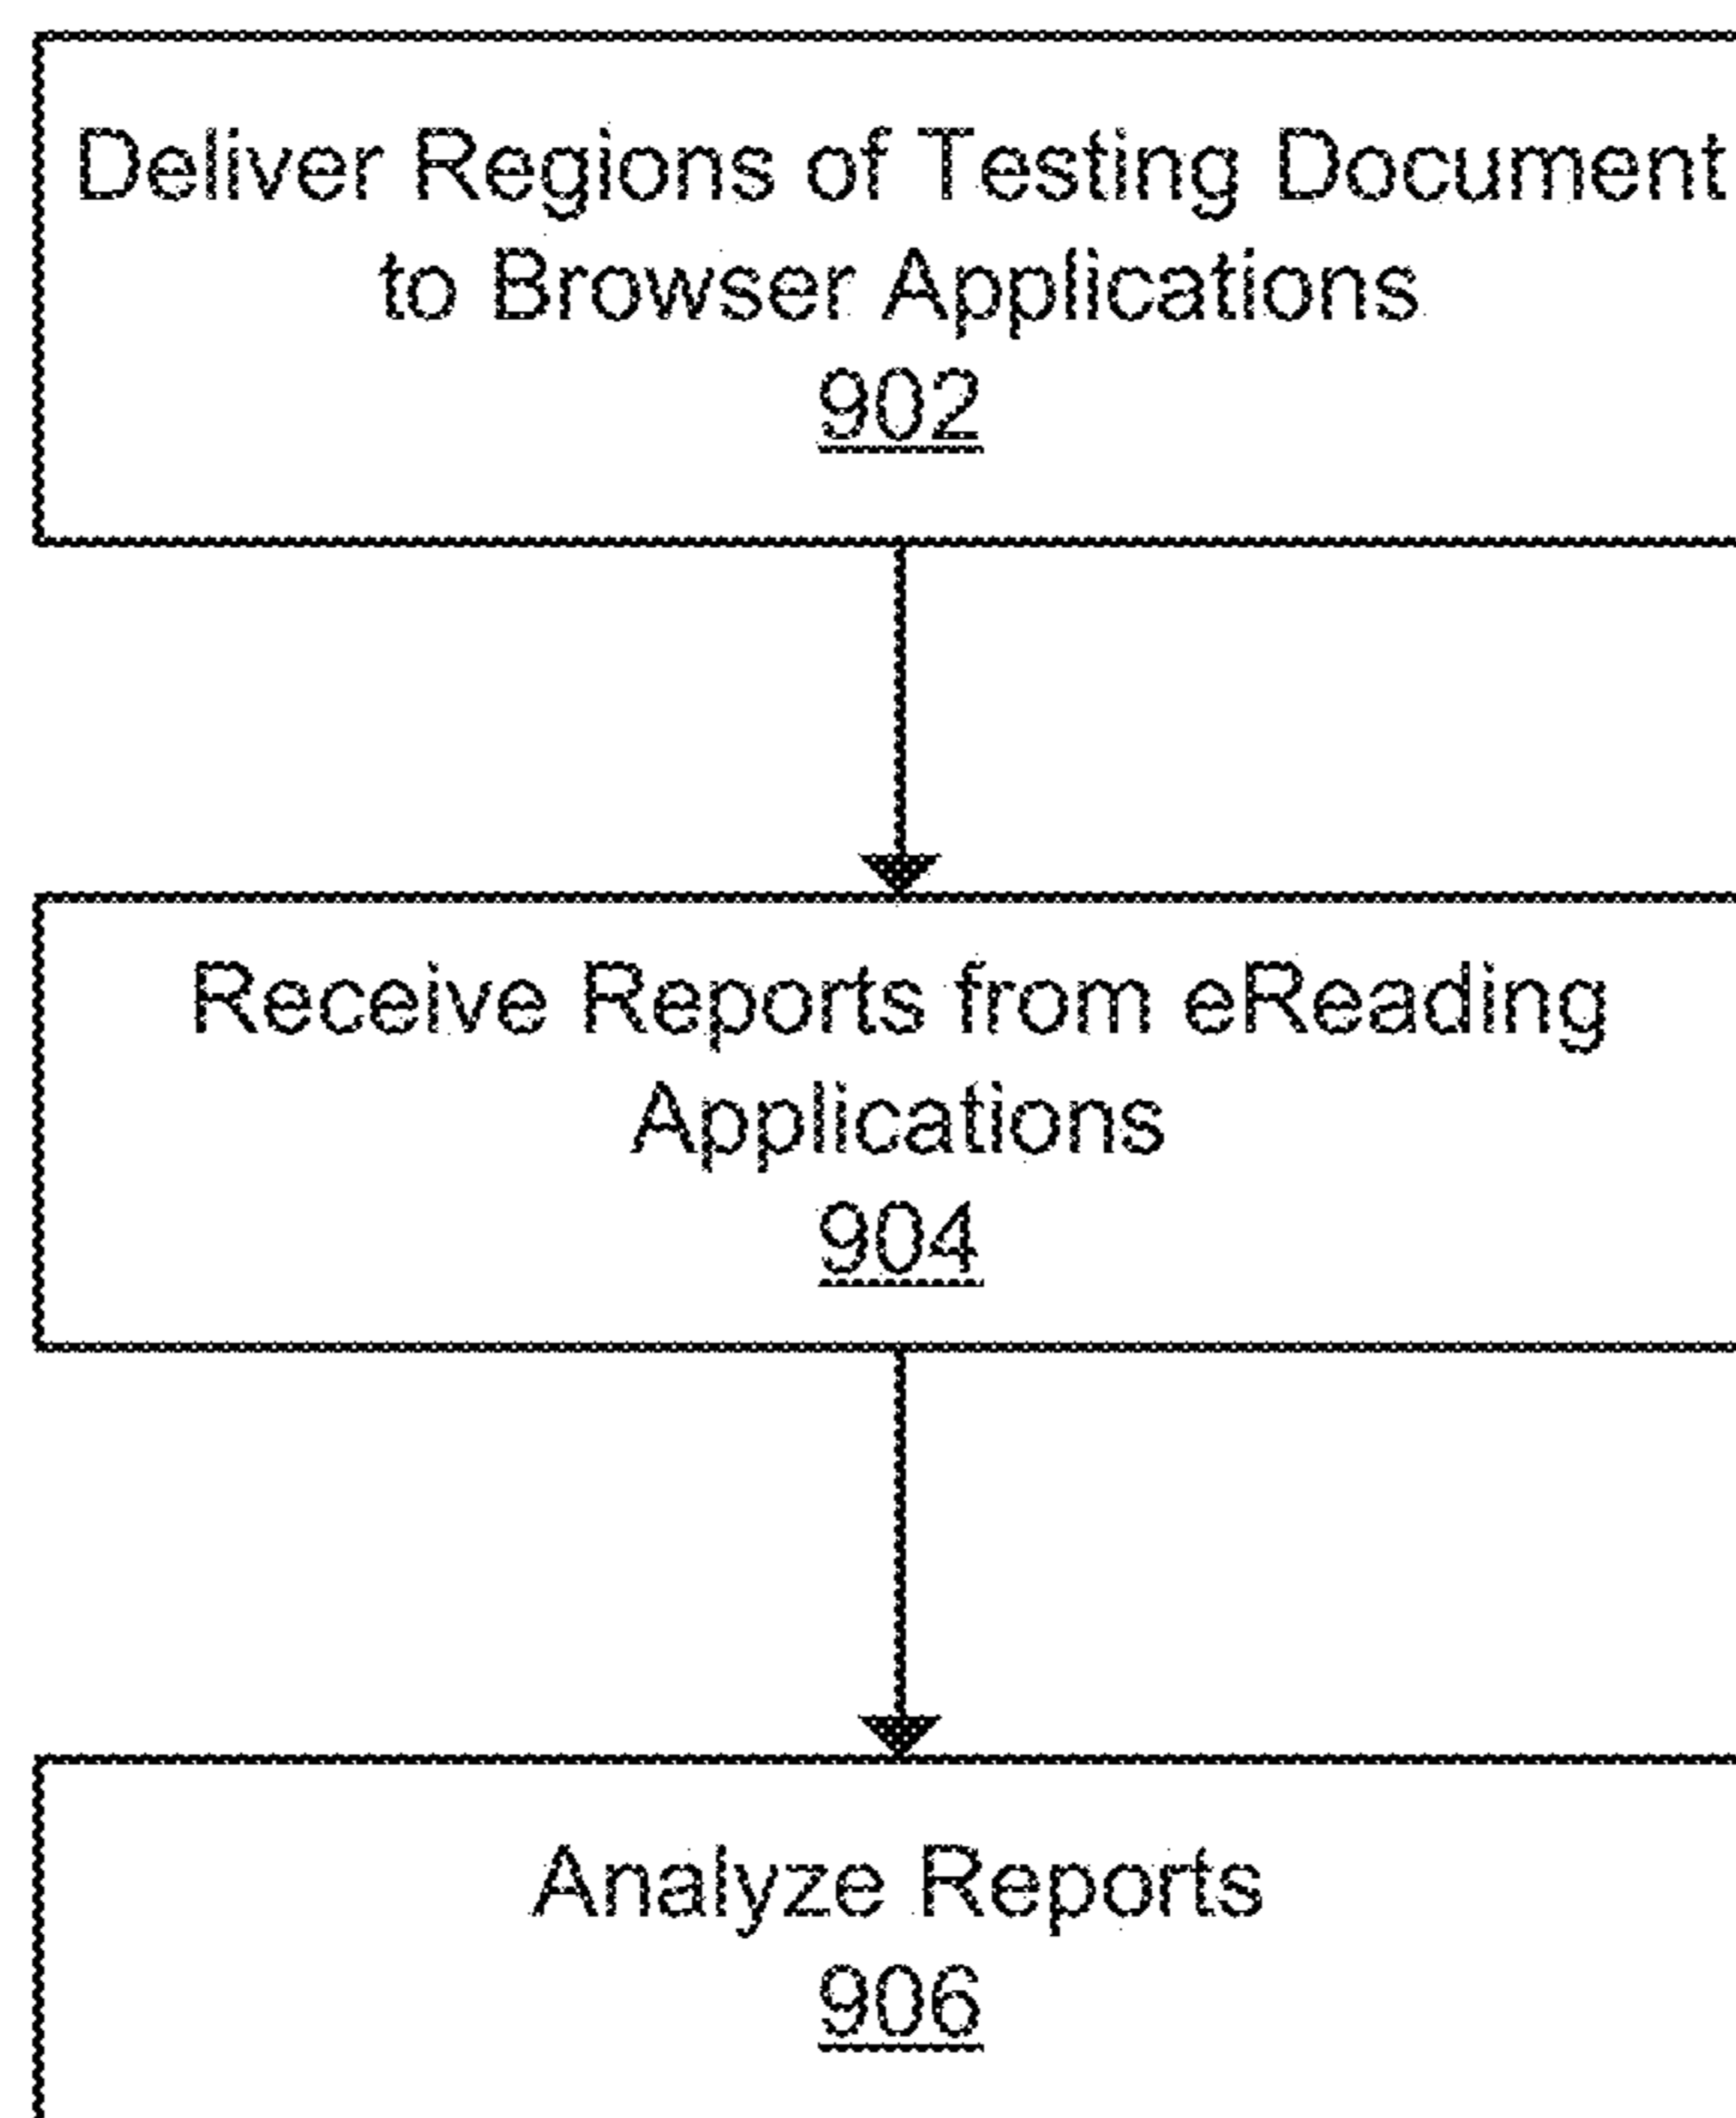 Deliver Regions of Testing Document
to Browser Applications
902
Receive Reports from eReading
Applications
904
Analyze Reports
906